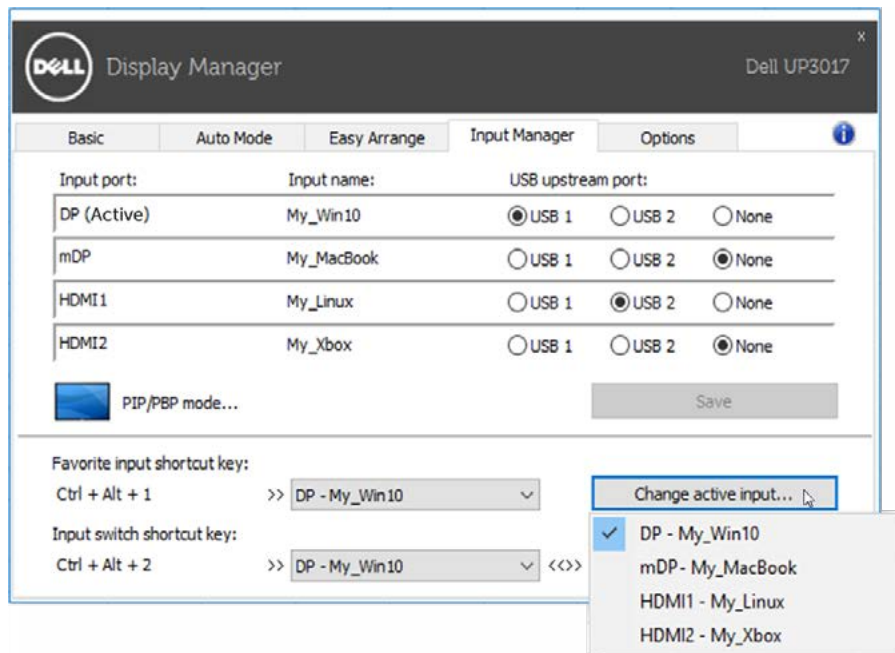 DELL Display Manager
x
Dell UP3017
Basic Auto Mode Easy Arrange Input Manager Options i
Input port: Input name: USB upstream port:
DP (Active) My_Win10 USB 1 USB 2 None
mDP My_MacBook USB 1 USB 2 None
HDMI1 My_Linux USB 1 USB 2 None
HDMI2 My_Xbox USB 1 USB 2 None
PIP/PBP mode... Save
Favorite input shortcut key:
Ctrl + Alt + 1 >> DP - My_Win10 Change active input...
Input switch shortcut key:
Ctrl + Alt + 2 >> DP - My_Win10 <<>>
DP - My_Win10
mDP- My_MacBook
HDMI1 - My_Linux
HDMI2 - My_Xbox